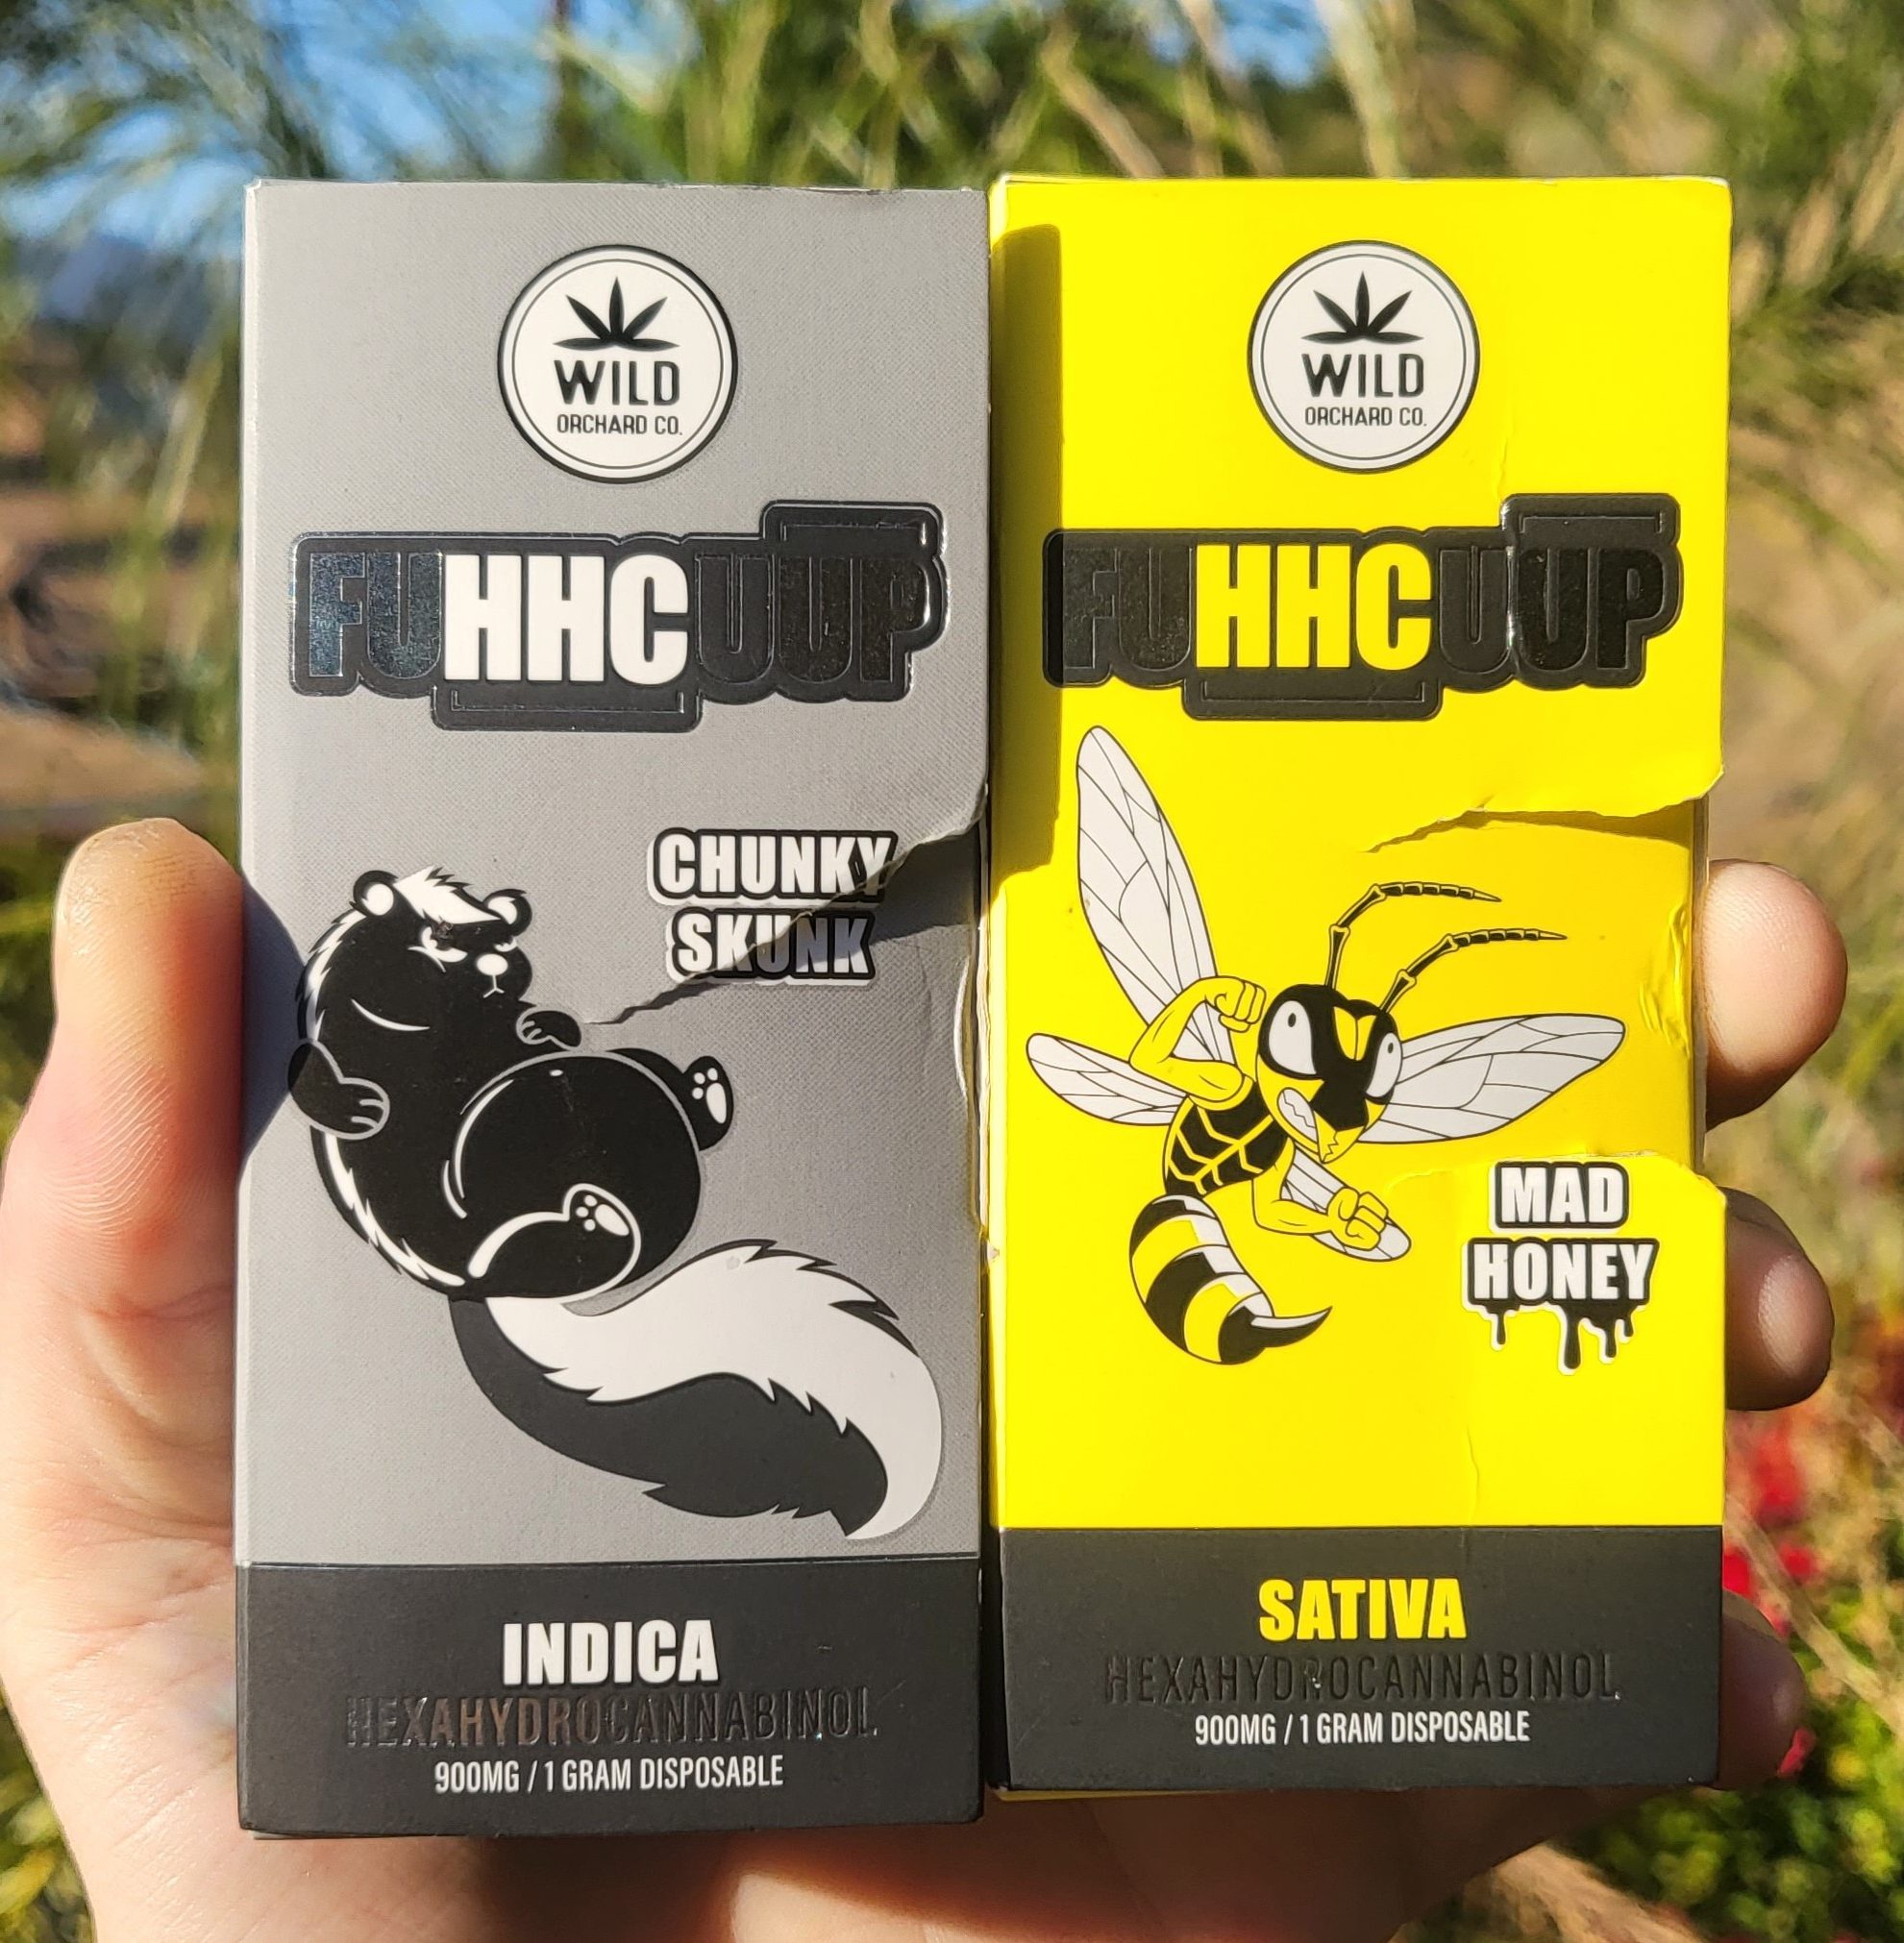 WILD
ORCHARD CO.
FUHHCUUP
CHUNKY
SKUNK
INDICA
HEXAHYDROCANNABINOL
900MG / 1 GRAM DISPOSABLE
WILD
ORCHARD CO.
FUHHCUUP
MAD
HONEY
SATIVA
HEXAHYDROCANNABINOL
900MG / 1 GRAM DISPOSABLE